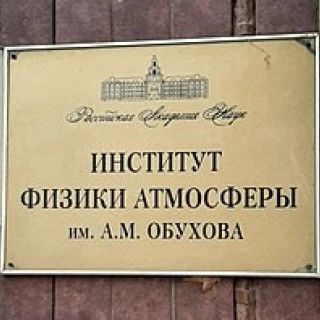 Российская Академия Наук
ИНСТИТУТ
ФИЗИКИ АТМОСФЕРЫ
ИМ. А.М. ОБУХОВА